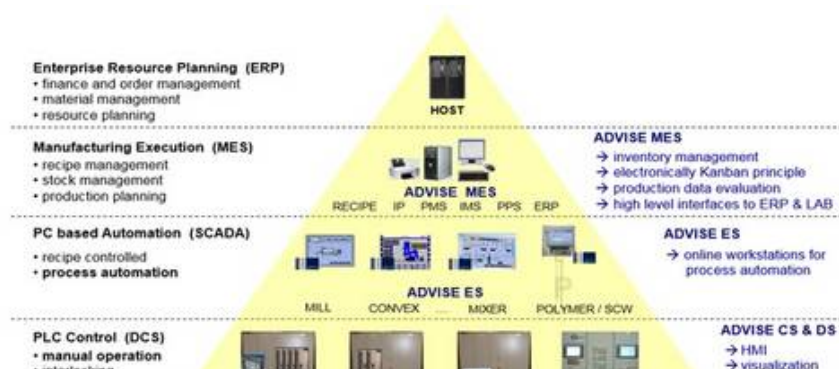 Enterprise Resource Planning (ERP)
• finance and order management
• material management
• resource planning
HOST
Manufacturing Execution (MES)
• recipe management
• stock management
• production planning
ADVISE MES
RECIPE IP PMS IMS PPS ERP
ADVISE MES
→ inventory management
→ electronically Kanban principle
→ production data evaluation
→ high level interfaces to ERP & LAB
PC based Automation (SCADA)
• recipe controlled
• process automation
ADVISE ES
MILL CONVEX ... MIXER POLYMER / SCW
ADVISE ES
→ online workstations for
process automation
PLC Control (DCS)
• manual operation
• interlocking
ADVISE CS & DS
→ HMI
→ visualization